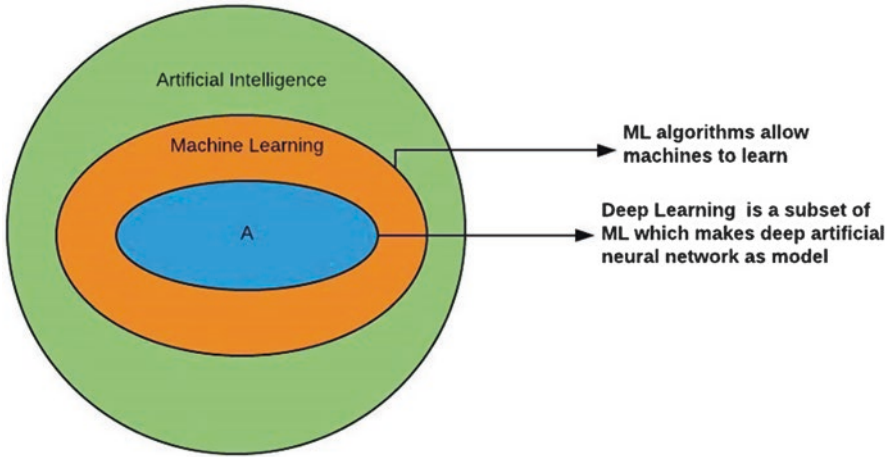 Artificial Intelligence
Machine Learning
A
ML algorithms allow
machines to learn
Deep Learning is a subset of
ML which makes deep artificial
neural network as model